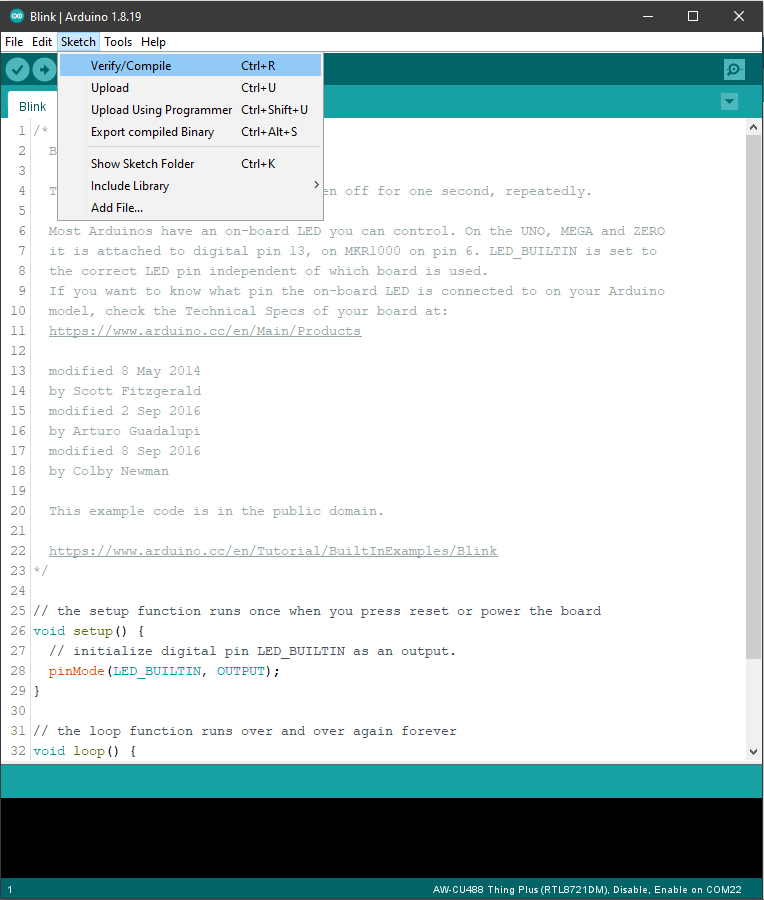 Blink | Arduino 1.8.19
File Edit Sketch Tools Help
Verify/Compile Ctrl+R
Upload Ctrl+U
Upload Using Programmer Ctrl+Shift+U
Export compiled Binary Ctrl+Alt+S
Show Sketch Folder Ctrl+K
Include Library
Add File...
Blink
1 /*
2 B
3
4 T en off for one second, repeatedly.
5
6 Most Arduinos have an on-board LED you can control. On the UNO, MEGA and ZERO
7 it is attached to digital pin 13, on MKR1000 on pin 6. LED_BUILTIN is set to
8 the correct LED pin independent of which board is used.
9 If you want to know what pin the on-board LED is connected to on your Arduino
10 model, check the Technical Specs of your board at:
11 https://www.arduino.cc/en/Main/Products
12
13 modified 8 May 2014
14 by Scott Fitzgerald
15 modified 2 Sep 2016
16 by Arturo Guadalupi
17 modified 8 Sep 2016
18 by Colby Newman
19
20 This example code is in the public domain.
21
22 https://www.arduino.cc/en/Tutorial/BuiltInExamples/Blink
23 */
24
25 // the setup function runs once when you press reset or power the board
26 void setup() {
27 // initialize digital pin LED_BUILTIN as an output.
28 pinMode(LED_BUILTIN, OUTPUT);
29 }
30
31 // the loop function runs over and over again forever
32 void loop() {
1 AW-CU488 Thing Plus (RTL8721DM), Disable, Enable on COM22